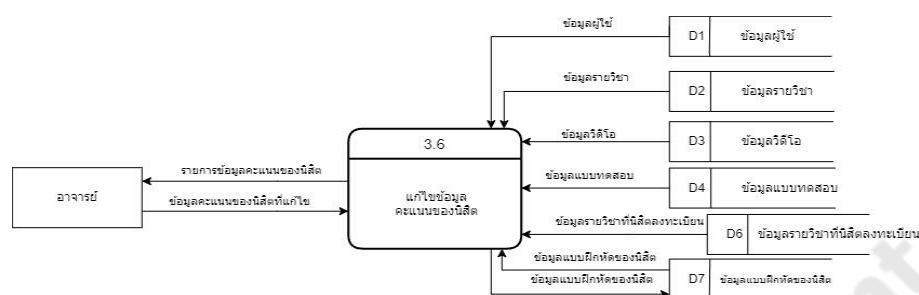 ข้อมูลผู้ใช้
D1 ข้อมูลผู้ใช้
ข้อมูลรายวิชา
D2 ข้อมูลรายวิชา
3.6
ข้อมูลวิดีโอ
D3 ข้อมูลวิดีโอ
รายการข้อมูลคะแนนของนิสิต
ข้อมูลแบบทดสอบ
D4 ข้อมูลแบบทดสอบ
อาจารย์
แก้ไขข้อมูล
คะแนนของนิสิต
ข้อมูลคะแนนของนิสิตที่แก้ไข
ข้อมูลรายวิชาที่นิสิตลงทะเบียน
D6 ข้อมูลรายวิชาที่นิสิตลงทะเบียน
ข้อมูลแบบฝึกหัดของนิสิต
ข้อมูลแบบฝึกหัดของนิสิต
D7 ข้อมูลแบบฝึกหัดของนิสิต